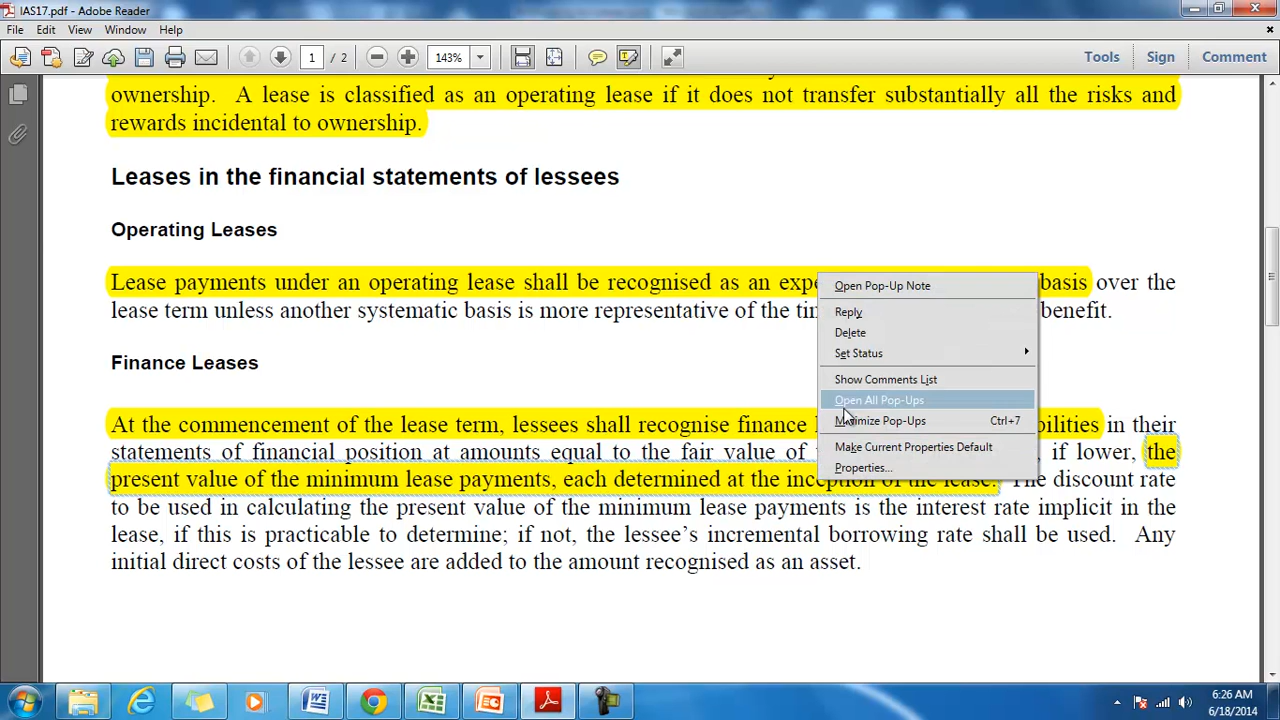 IAS17.pdf - Adobe Reader
File Edit View Window Help
1 / 2 143% Tools Sign Comment
ownership. A lease is classified as an operating lease if it does not transfer substantially all the risks and
rewards incidental to ownership.
Leases in the financial statements of lessees
Operating Leases
Lease payments under an operating lease shall be recognised as an basis over the
lease term unless another systematic basis is more representative of the benefit.
Finance Leases
At the commencement of the lease term, lessees shall recognise finance in their
statements of financial position at amounts equal to the fair value of if lower, the
present value of the minimum lease payments, each determined at the inception of the lease. The discount rate
to be used in calculating the present value of the minimum lease payments is the interest rate implicit in the
lease, if this is practicable to determine; if not, the lessee's incremental borrowing rate shall be used. Any
initial direct costs of the lessee are added to the amount recognised as an asset.
Open Pop-Up Note
Reply
Delete
Set Status
Show Comments List
Open All Pop-Ups
Minimize Pop-Ups Ctrl+7
Make Current Properties Default
Properties...
6:26 AM
6/18/2014